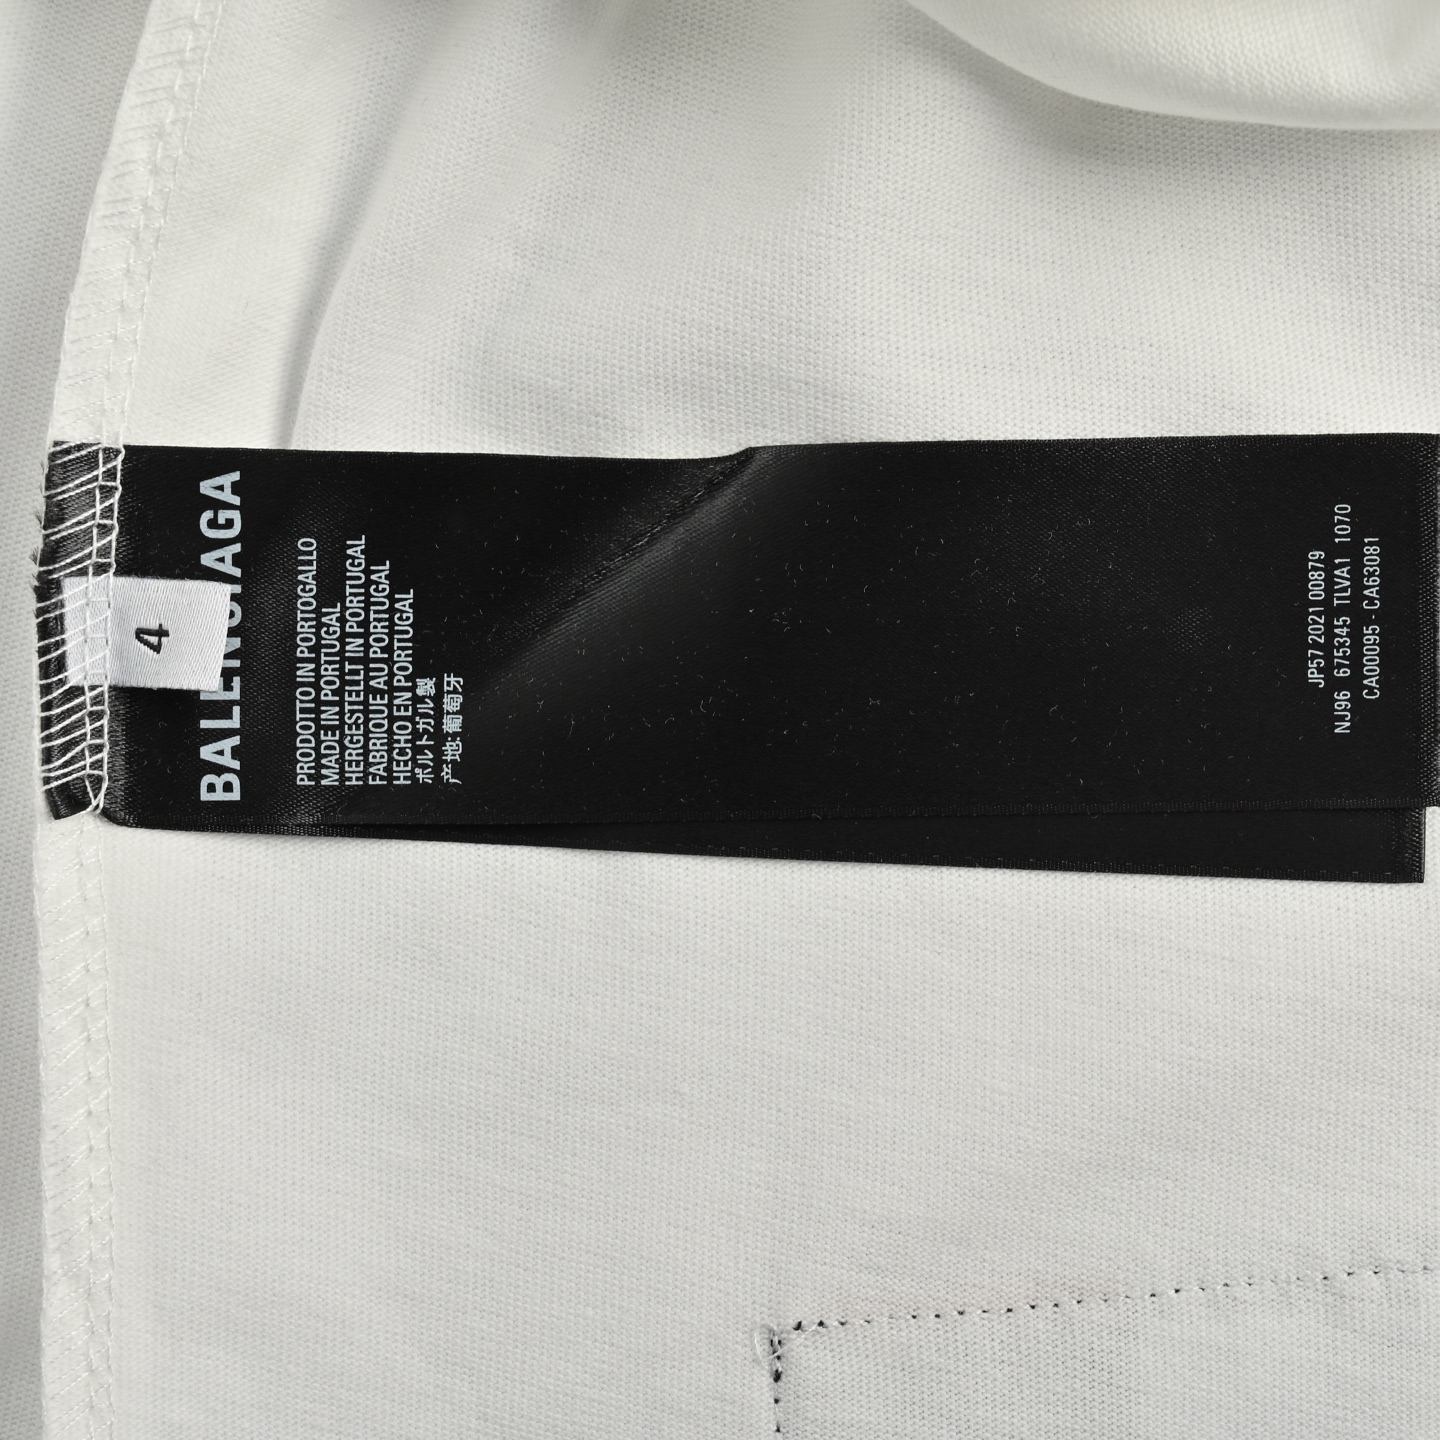 4
BALENCIAGA
PRODOTTO IN PORTOGALLO
MADE IN PORTUGAL
HERGESTELLT IN PORTUGAL
FABRIQUE AU PORTUGAL
HECHO EN PORTUGAL
ポルトガル製
产地: 葡萄牙
JP57 2021 00879
NJ96 675345 TLVA1 1070
CA00095 - CA63081